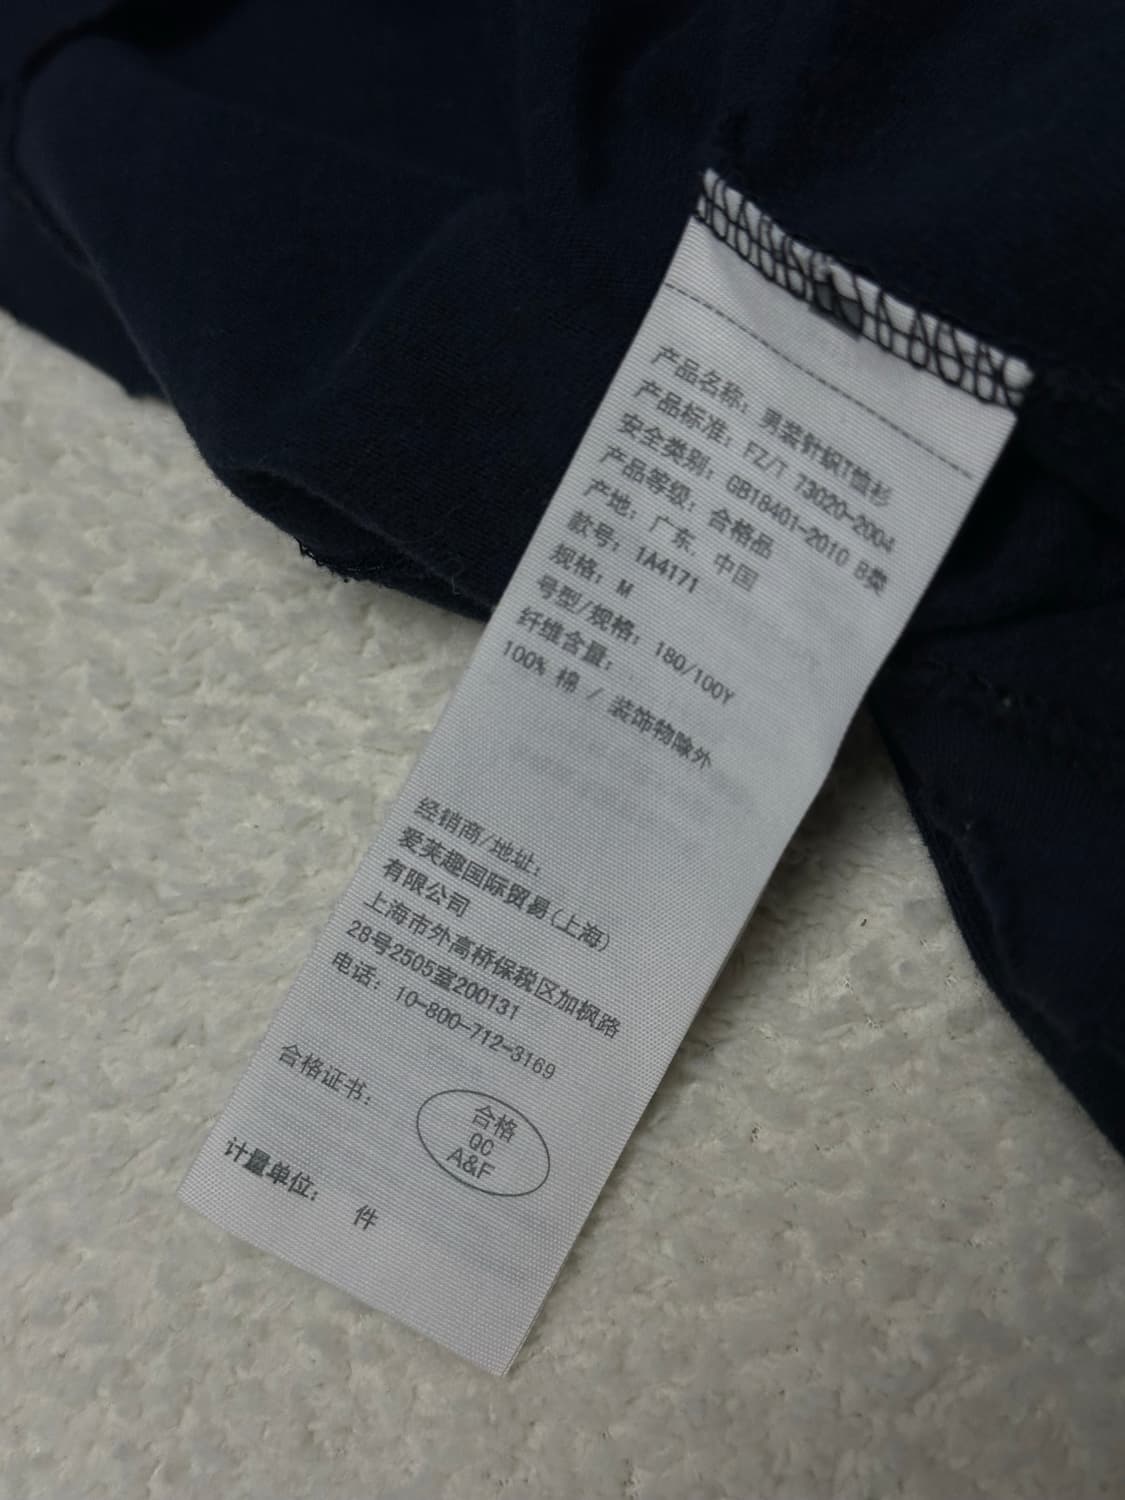 产品名称：男装针织T恤衫
产品标准：FZ/T 73020-2004
安全类别：GB18401-2010 B类
产品等级：合格品
产地：广东，中国
款号：1A4171
规格：M
号型/规格：180/100Y
纤维含量：
100% 棉 / 装饰物除外
经销商/地址：
爱芙趣国际贸易(上海)
有限公司
上海市外高桥保税区加枫路
28号2505室200131
电话：10-800-712-3169
合格证书：
合格
QC
A&F
计量单位： 件